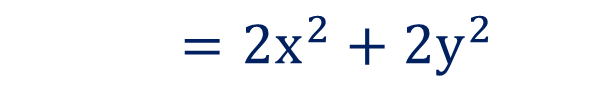 = 2x² + 2y²